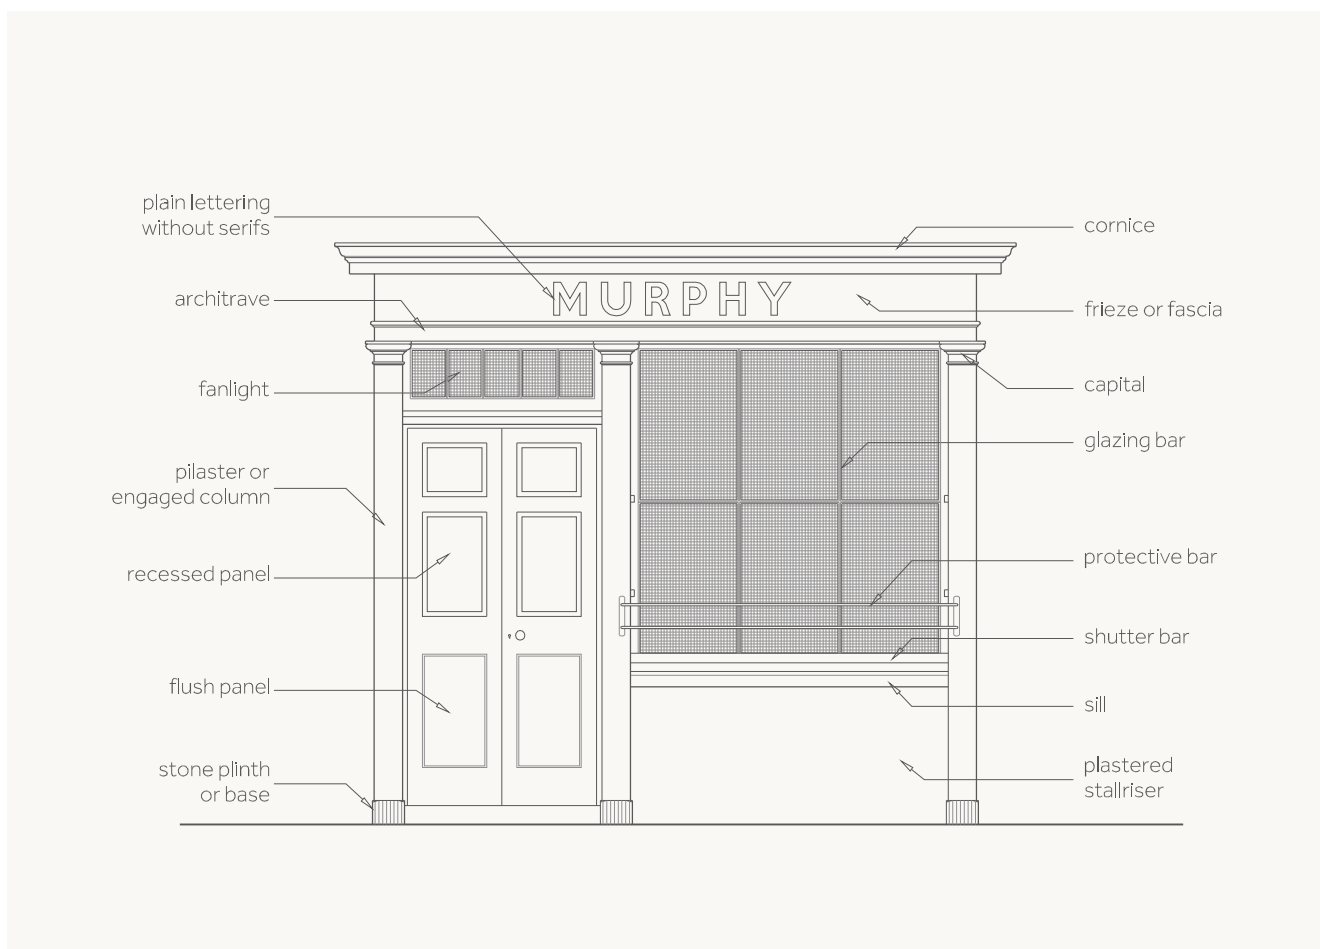 plain lettering
without serifs
architrave
fanlight
pilaster or
engaged column
recessed panel
flush panel
stone plinth
or base
MURPHY
cornice
frieze or fascia
capital
glazing bar
protective bar
shutter bar
sill
plastered
stallriser